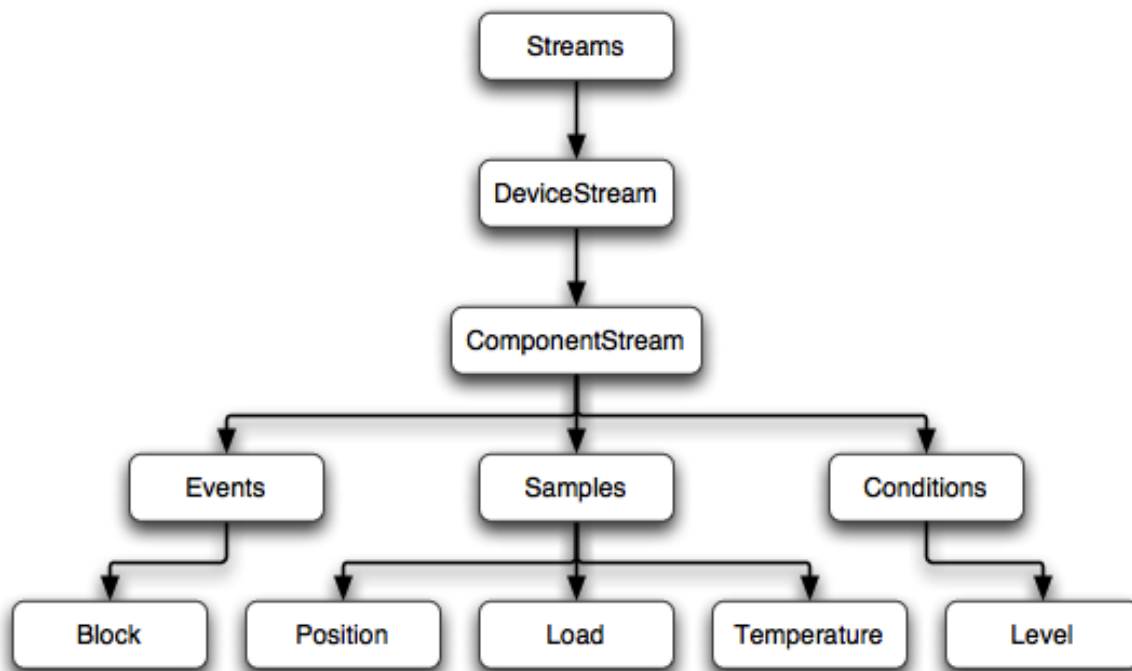 Streams
DeviceStream
ComponentStream
Events
Samples
Conditions
Block
Position
Load
Temperature
Level